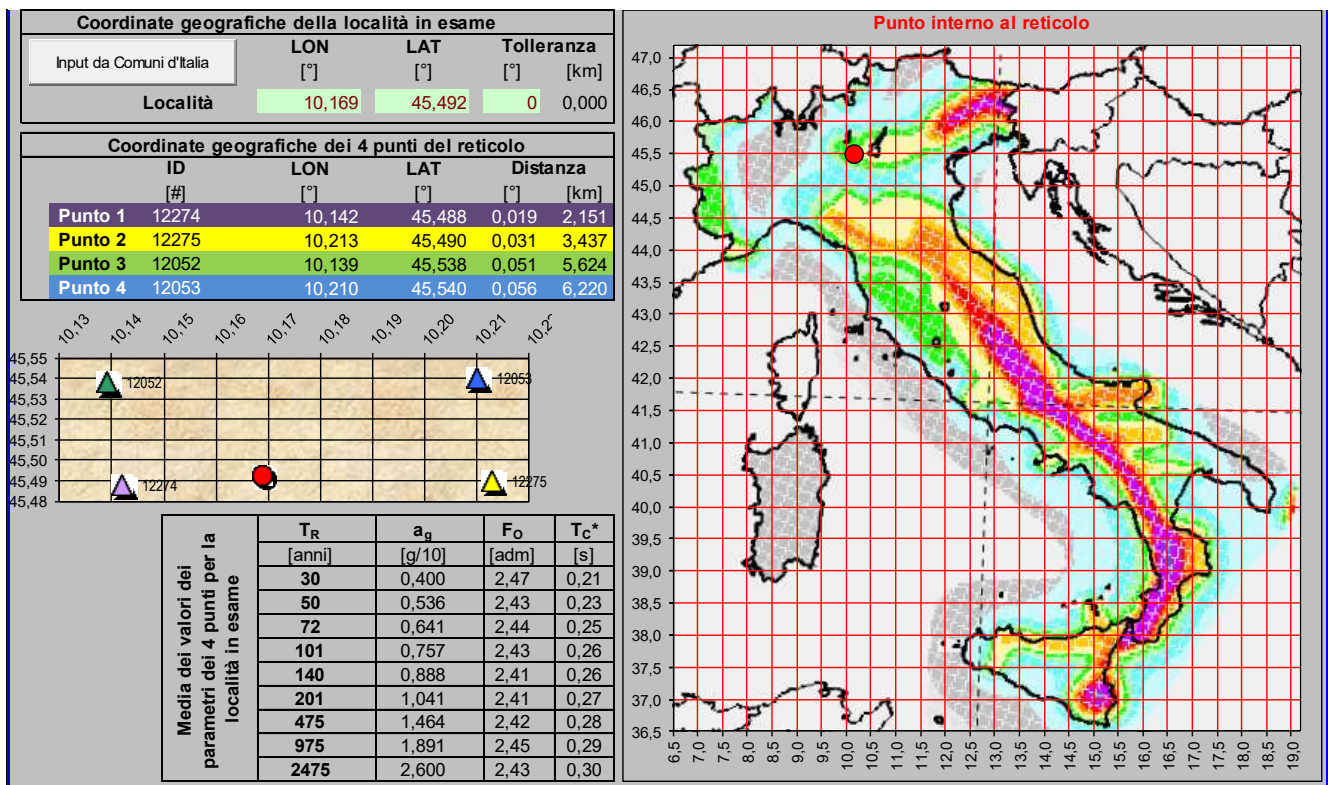 Coordinate geografiche della località in esame
Input da Comuni d'Italia
LON LAT Tolleranza
[°] [°] [°] [km]
Località 10,169 45,492 0 0,000
Coordinate geografiche dei 4 punti del reticolo
ID LON LAT Distanza
[#] [°] [°] [°] [km]
Punto 1 12274 10,142 45,488 0,019 2,151
Punto 2 12275 10,213 45,490 0,031 3,437
Punto 3 12052 10,139 45,538 0,051 5,624
Punto 4 12053 10,210 45,540 0,056 6,220
10,13 10,14 10,15 10,16 10,17 10,18 10,19 10,20 10,21
45,55
45,54
45,53
45,52
45,51
45,50
45,49
45,48
12052
12053
12274
12275
Media dei valori dei
parametri dei 4 punti per la
località in esame
TR ag FO TC*
[anni] [g/10] [adm] [s]
30 0,400 2,47 0,21
50 0,536 2,43 0,23
72 0,641 2,44 0,25
101 0,757 2,43 0,26
140 0,888 2,41 0,26
201 1,041 2,41 0,27
475 1,464 2,42 0,28
975 1,891 2,45 0,29
2475 2,600 2,43 0,30
Punto interno al reticolo
47,0
46,5
46,0
45,5
45,0
44,5
44,0
43,5
43,0
42,5
42,0
41,5
41,0
40,5
40,0
39,5
39,0
38,5
38,0
37,5
37,0
36,5
6,5 7,0 7,5 8,0 8,5 9,0 9,5 10,0 10,5 11,0 11,5 12,0 12,5 13,0 13,5 14,0 14,5 15,0 15,5 16,0 16,5 17,0 17,5 18,0 18,5 19,0